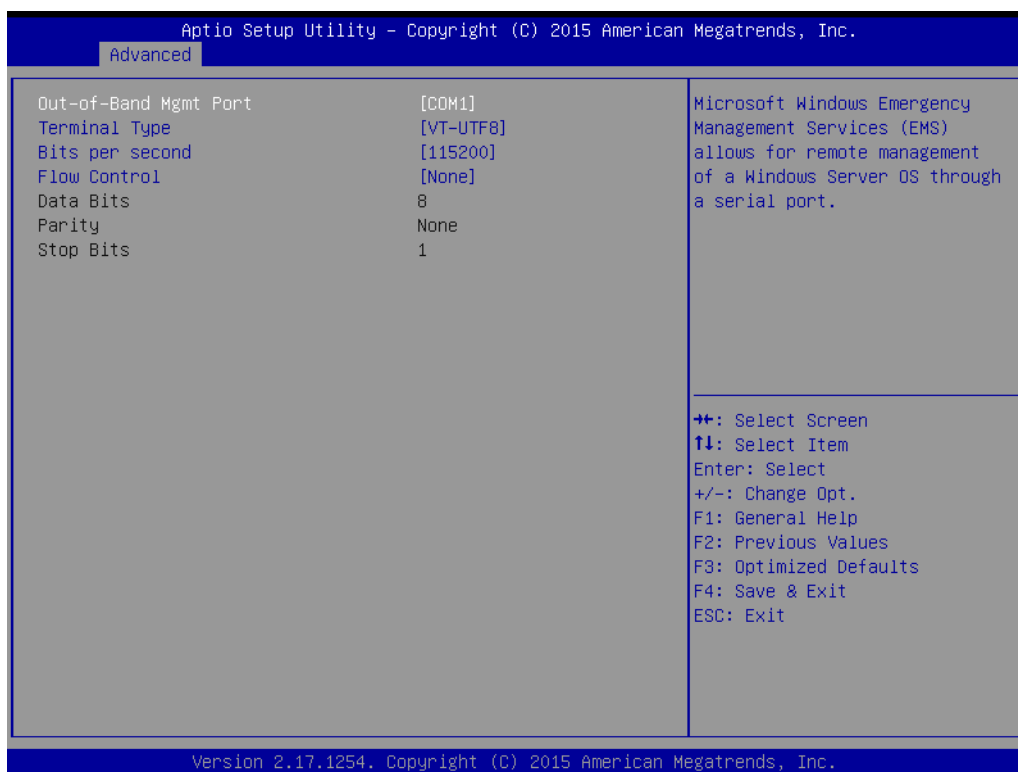 Aptio Setup Utility – Copyright (C) 2015 American Megatrends, Inc.
Advanced
Out-of-Band Mgmt Port [COM1]
Terminal Type [VT-UTF8]
Bits per second [115200]
Flow Control [None]
Data Bits 8
Parity None
Stop Bits 1
Microsoft Windows Emergency
Management Services (EMS)
allows for remote management
of a Windows Server OS through
a serial port.
→←: Select Screen
↑↓: Select Item
Enter: Select
+/-: Change Opt.
F1: General Help
F2: Previous Values
F3: Optimized Defaults
F4: Save & Exit
ESC: Exit
Version 2.17.1254. Copyright (C) 2015 American Megatrends, Inc.